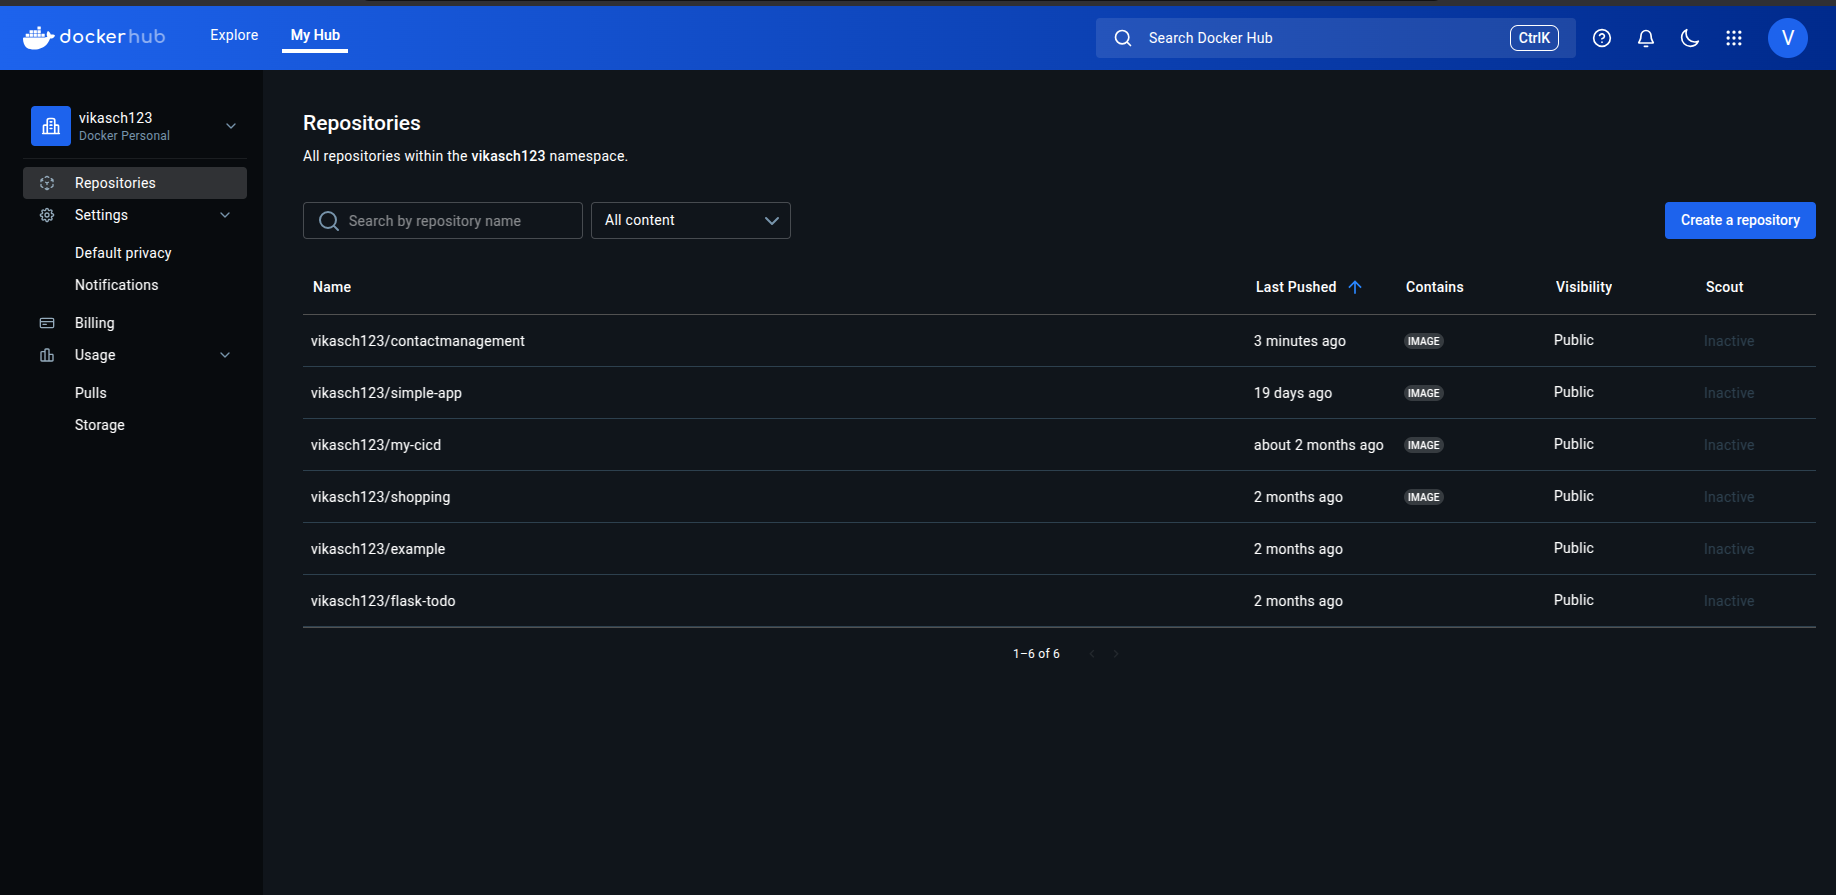 dockerhub Explore My Hub Search Docker Hub CtrlK V
vikasch123
Docker Personal
Repositories
Settings
Default privacy
Notifications
Billing
Usage
Pulls
Storage
Repositories
All repositories within the vikasch123 namespace.
Search by repository name All content Create a repository
Name Last Pushed Contains Visibility Scout
vikasch123/contactmanagement 3 minutes ago IMAGE Public Inactive
vikasch123/simple-app 19 days ago IMAGE Public Inactive
vikasch123/my-cicd about 2 months ago IMAGE Public Inactive
vikasch123/shopping 2 months ago IMAGE Public Inactive
vikasch123/example 2 months ago Public Inactive
vikasch123/flask-todo 2 months ago Public Inactive
1–6 of 6